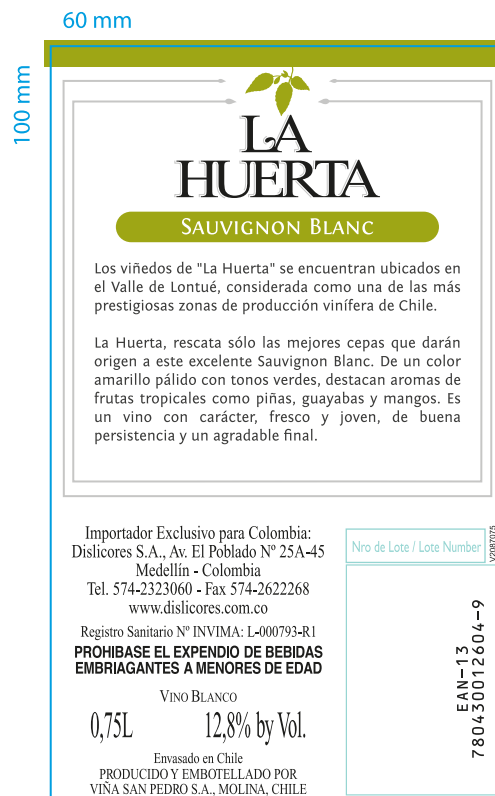 60 mm
100 mm
LA
HUERTA
SAUVIGNON BLANC
Los viñedos de "La Huerta" se encuentran ubicados en
el Valle de Lontué, considerada como una de las más
prestigiosas zonas de producción vinífera de Chile.
La Huerta, rescata sólo las mejores cepas que darán
origen a este excelente Sauvignon Blanc. De un color
amarillo pálido con tonos verdes, destacan aromas de
frutas tropicales como piñas, guayabas y mangos. Es
un vino con carácter, fresco y joven, de buena
persistencia y un agradable final.
Importador Exclusivo para Colombia:
Dislicores S.A., Av. El Poblado Nº 25A-45
Medellín - Colombia
Tel. 574-2323060 - Fax 574-2622268
www.dislicores.com.co
Registro Sanitario Nº INVIMA: L-000793-R1
PROHIBASE EL EXPENDIO DE BEBIDAS
EMBRIAGANTES A MENORES DE EDAD
VINO BLANCO
0,75L 12,8% by Vol.
Envasado en Chile
PRODUCIDO Y EMBOTELLADO POR
VIÑA SAN PEDRO S.A., MOLINA, CHILE
Nro de Lote / Lote Number
V2087075
EAN-13
780430012604-9